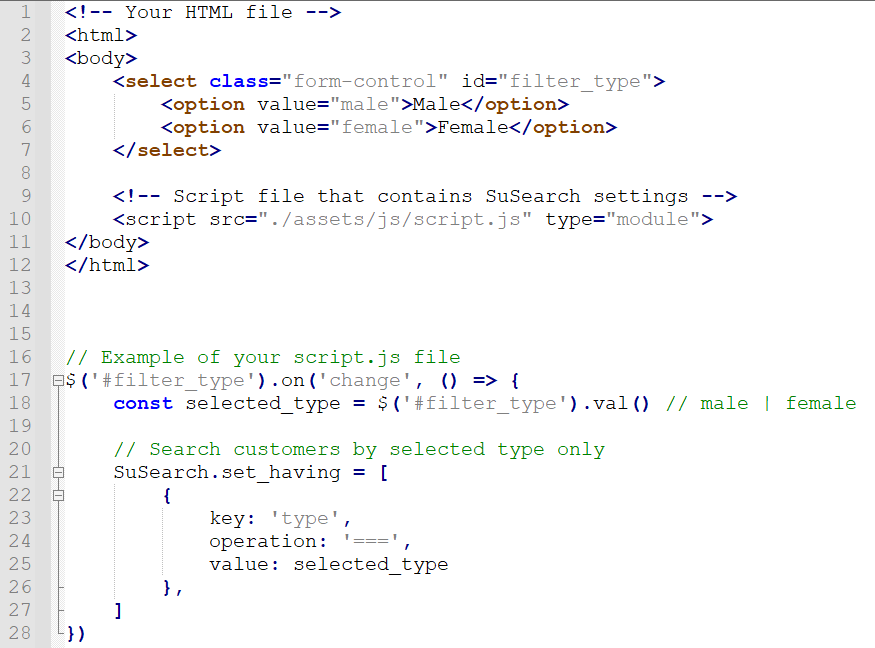 1 <!-- Your HTML file -->
2 <html>
3 <body>
4     <select class="form-control" id="filter_type">
5         <option value="male">Male</option>
6         <option value="female">Female</option>
7     </select>
8
9     <!-- Script file that contains SuSearch settings -->
10     <script src="./assets/js/script.js" type="module">
11 </body>
12 </html>
13
14
15
16 // Example of your script.js file
17 $('#filter_type').on('change', () => {
18     const selected_type = $('#filter_type').val() // male | female
19
20     // Search customers by selected type only
21     SuSearch.set_having = [
22         {
23             key: 'type',
24             operation: '===',
25             value: selected_type
26         },
27     ]
28 })